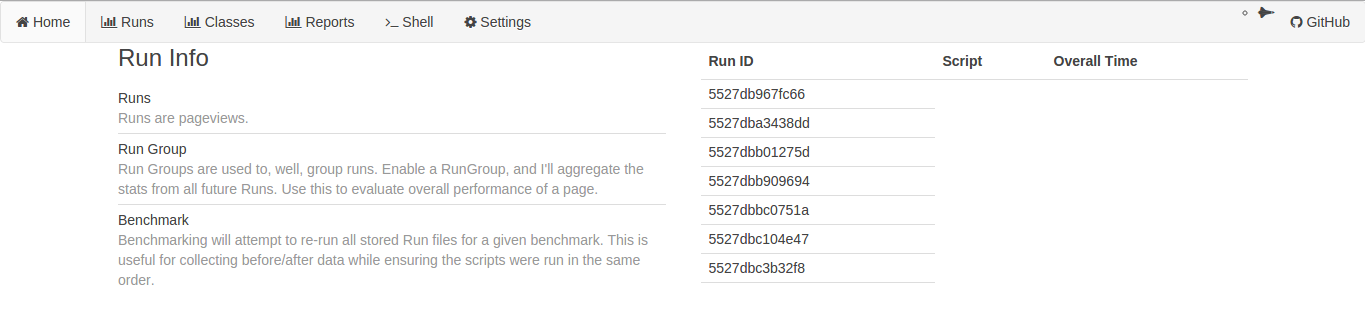 Home Runs Classes Reports Shell Settings GitHub
Run Info
Runs
Runs are pageviews.
Run Group
Run Groups are used to, well, group runs. Enable a RunGroup, and I'll aggregate the
stats from all future Runs. Use this to evaluate overall performance of a page.
Benchmark
Benchmarking will attempt to re-run all stored Run files for a given benchmark. This is
useful for collecting before/after data while ensuring the scripts were run in the same
order.
Run ID Script Overall Time
5527db967fc66
5527dba3438dd
5527dbb01275d
5527dbb909694
5527dbbc0751a
5527dbc104e47
5527dbc3b32f8